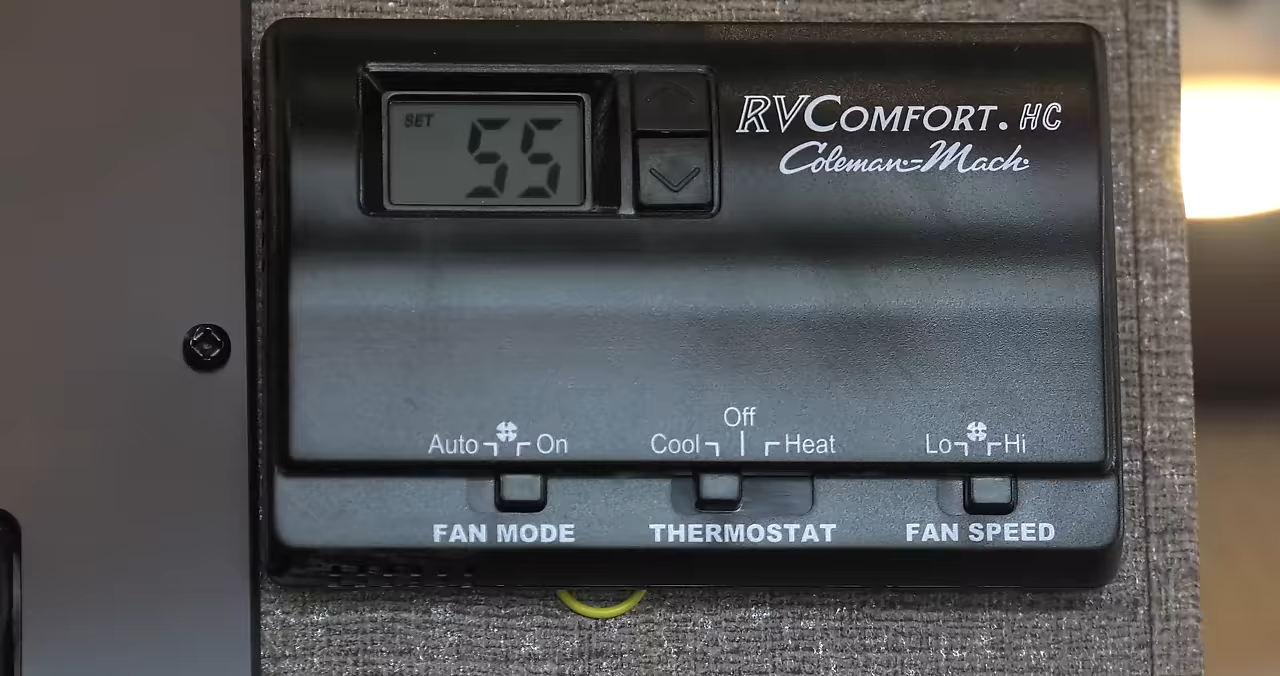 SET
55
RVCOMFORT. HC
Coleman-Mach
Off
Auto On Cool Heat Lo Hi
FAN MODE THERMOSTAT FAN SPEED